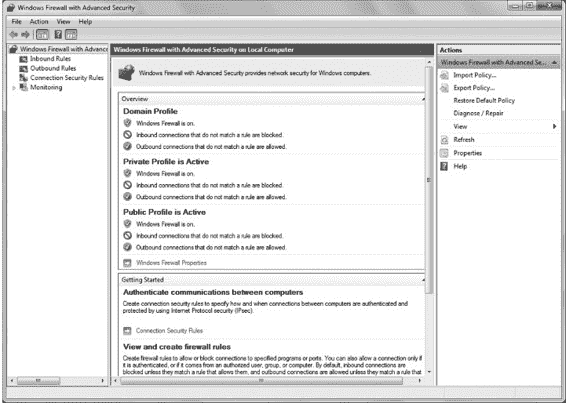 Windows Firewall with Advanced Security
File Action View Help
Windows Firewall with Advance
Inbound Rules
Outbound Rules
Connection Security Rules
Monitoring
Windows Firewall with Advanced Security on Local Computer
Windows Firewall with Advanced Security provides network security for Windows computers.
Overview
Domain Profile
Windows Firewall is on.
Inbound connections that do not match a rule are blocked.
Outbound connections that do not match a rule are allowed.
Private Profile is Active
Windows Firewall is on.
Inbound connections that do not match a rule are blocked.
Outbound connections that do not match a rule are allowed.
Public Profile is Active
Windows Firewall is on.
Inbound connections that do not match a rule are blocked.
Outbound connections that do not match a rule are allowed.
Windows Firewall Properties
Getting Started
Authenticate communications between computers
Create connection security rules to specify how and when connections between computers are authenticated and
protected by using Internet Protocol security (IPsec).
Connection Security Rules
View and create firewall rules
Create firewall rules to allow or block connections to specified programs or ports. You can also allow a connection only if
it is authenticated, or if it comes from an authorized user, group, or computer. By default, inbound connections are
blocked unless they match a rule that allows them, and outbound connections are allowed unless they match a rule that
Actions
Windows Firewall with Advanced Se...
Import Policy...
Export Policy...
Restore Default Policy
Diagnose / Repair
View
Refresh
Properties
Help